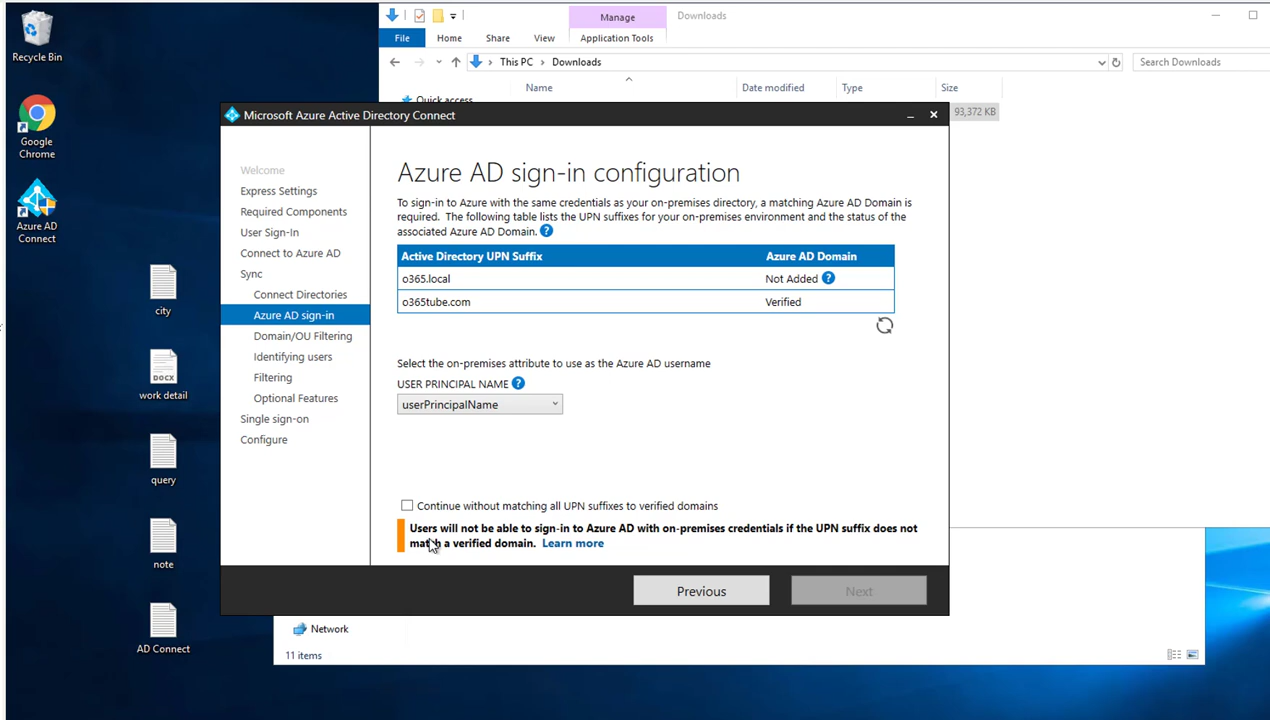 Recycle Bin
Google
Chrome
Azure AD
Connect
city
work detail
DOCX
query
note
AD Connect
Manage
Downloads
File
Home
Share
View
Application Tools
This PC
Downloads
Search Downloads
Name
Date modified
Type
Size
Quick access
93,372 KB
Microsoft Azure Active Directory Connect
Welcome
Express Settings
Required Components
User Sign-In
Connect to Azure AD
Sync
Connect Directories
Azure AD sign-in
Domain/OU Filtering
Identifying users
Filtering
Optional Features
Single sign-on
Configure
Azure AD sign-in configuration
To sign-in to Azure with the same credentials as your on-premises directory, a matching Azure AD Domain is
required. The following table lists the UPN suffixes for your on-premises environment and the status of the
associated Azure AD Domain. ?
Active Directory UPN Suffix Azure AD Domain
o365.local Not Added ?
o365tube.com Verified
Select the on-premises attribute to use as the Azure AD username
USER PRINCIPAL NAME ?
userPrincipalName
Continue without matching all UPN suffixes to verified domains
Users will not be able to sign-in to Azure AD with on-premises credentials if the UPN suffix does not
match a verified domain. Learn more
Previous
Next
Network
11 items